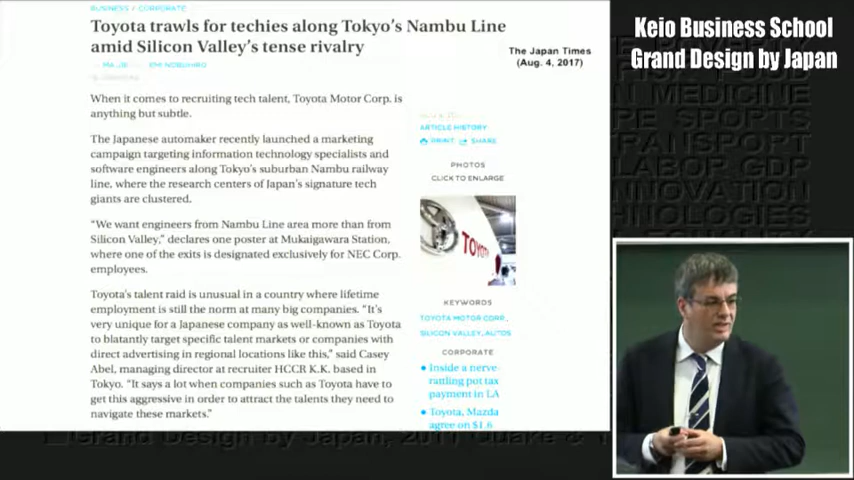 BUSINESS / CORPORATE
Toyota trawls for techies along Tokyo's Nambu Line
amid Silicon Valley's tense rivalry
The Japan Times
(Aug. 4, 2017)
When it comes to recruiting tech talent, Toyota Motor Corp. is
anything but subtle.
The Japanese automaker recently launched a marketing
campaign targeting information technology specialists and
software engineers along Tokyo's suburban Nambu railway
line, where the research centers of Japan's signature tech
giants are clustered.
“We want engineers from Nambu Line area more than from
Silicon Valley,” declares one poster at Mukaigawara Station,
where one of the exits is designated exclusively for NEC Corp.
employees.
Toyota's talent raid is unusual in a country where lifetime
employment is still the norm at many big companies. “It's
very unique for a Japanese company as well-known as Toyota
to blatantly target specific talent markets or companies with
direct advertising in regional locations like this,” said Casey
Abel, managing director at recruiter HCCR K.K. based in
Tokyo. “It says a lot when companies such as Toyota have to
get this aggressive in order to attract the talents they need to
navigate these markets.”
ARTICLE HISTORY
PRINT SHARE
PHOTOS
CLICK TO ENLARGE
TOYOTA
KEYWORDS
TOYOTA MOTOR CORP.,
SILICON VALLEY, AUTOS
CORPORATE
Inside a nerve-
rattling pot tax
payment in LA
Toyota, Mazda
agree on $1.6
Keio Business School
Grand Design by Japan
MEDICINE
SPORTS
TRANSPORT
LABOR GDP
INNOVATION
Grand Design by Japan, 2011 Quake &